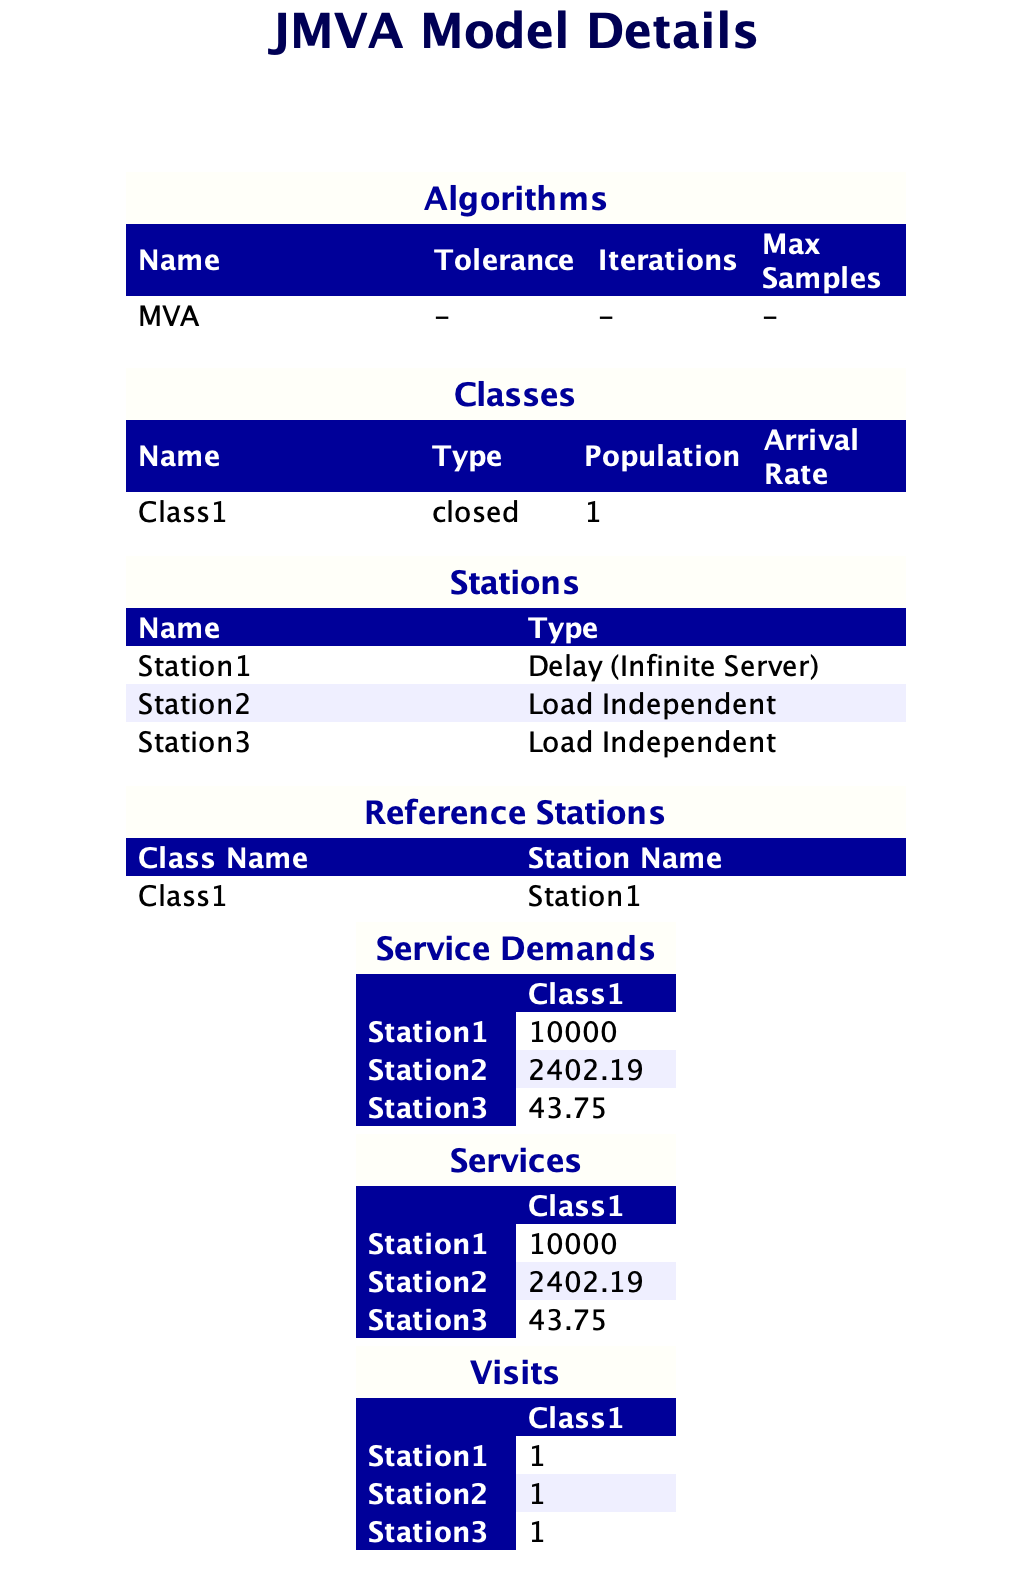 JMVA Model Details
Algorithms
Name Tolerance Iterations Max Samples
MVA – – –
Classes
Name Type Population Arrival Rate
Class1 closed 1
Stations
Name Type
Station1 Delay (Infinite Server)
Station2 Load Independent
Station3 Load Independent
Reference Stations
Class Name Station Name
Class1 Station1
Service Demands
Class1
Station1 10000
Station2 2402.19
Station3 43.75
Services
Class1
Station1 10000
Station2 2402.19
Station3 43.75
Visits
Class1
Station1 1
Station2 1
Station3 1